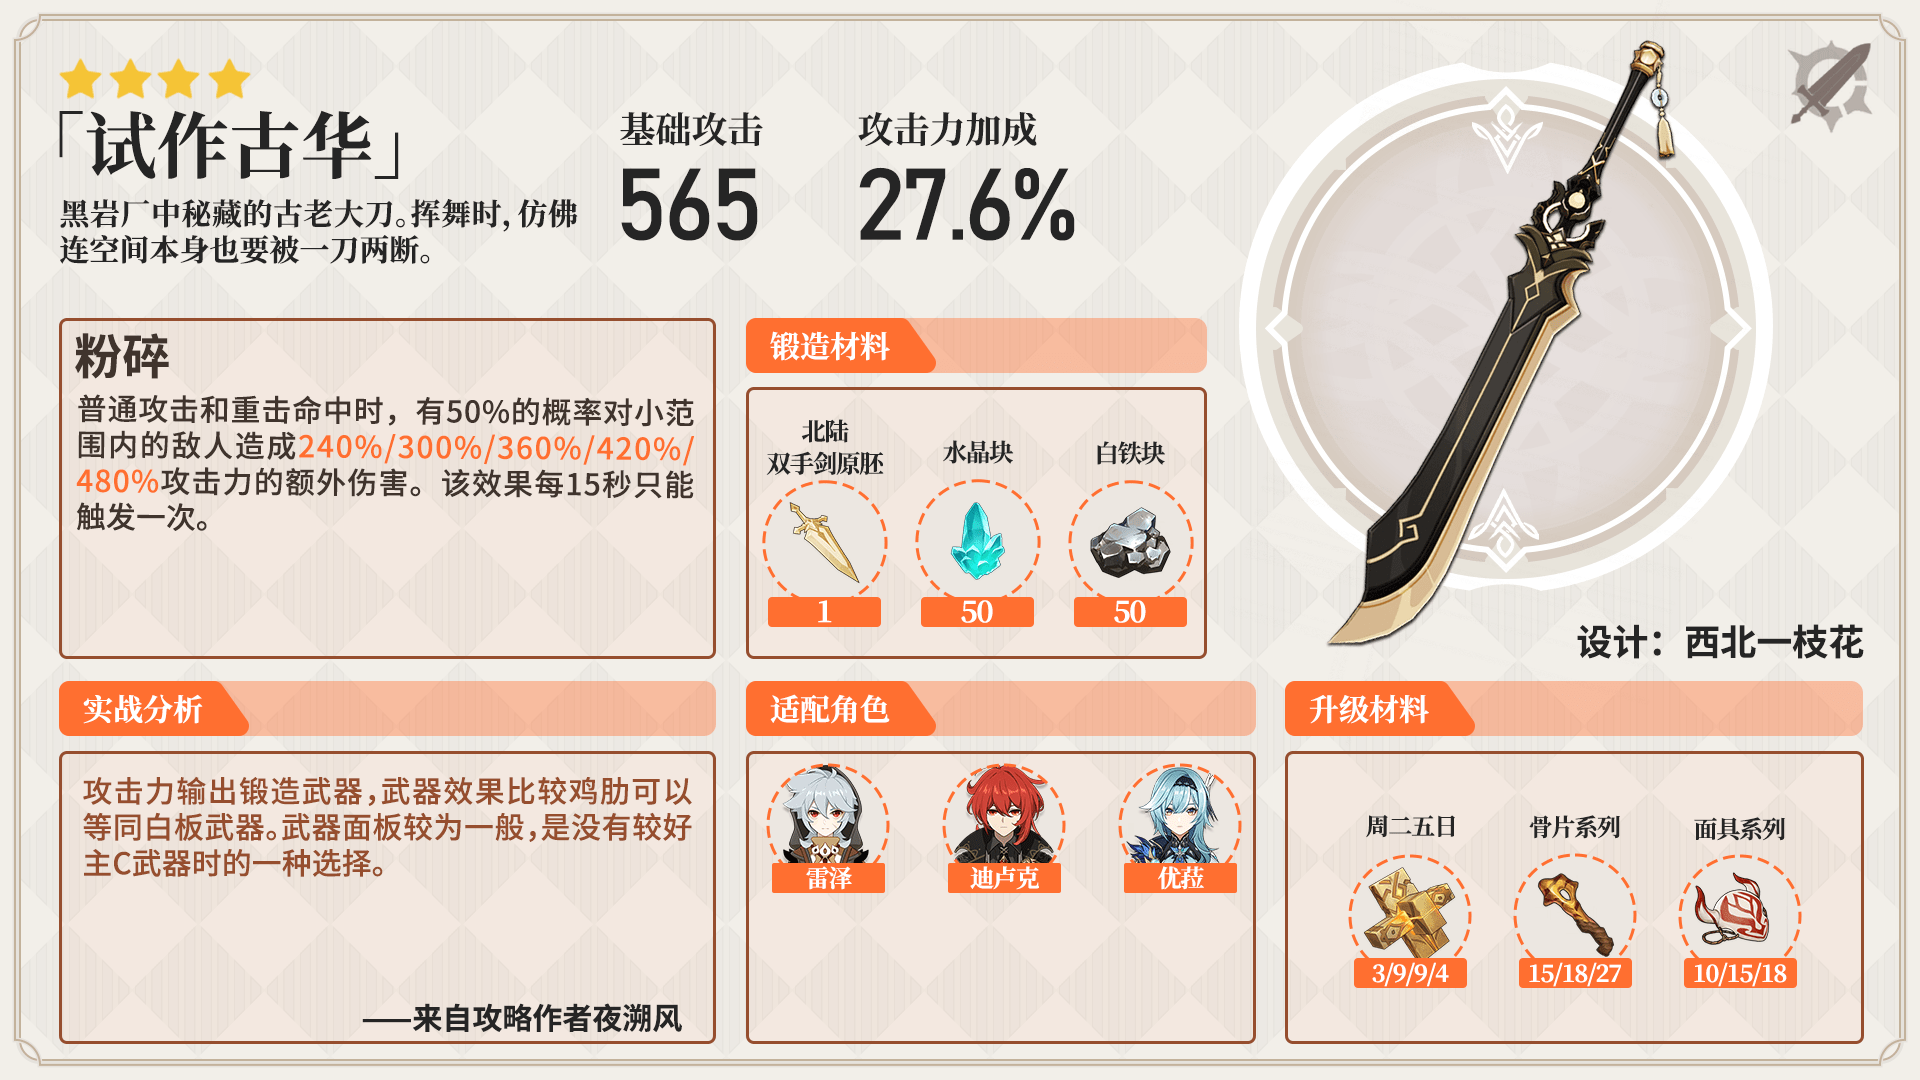 「试作古华」
黑岩厂中秘藏的古老大刀。挥舞时，仿佛
连空间本身也要被一刀两断。
基础攻击
565
攻击力加成
27.6%
粉碎
普通攻击和重击命中时，有50%的概率对小范
围内的敌人造成240%/300%/360%/420%/
480%攻击力的额外伤害。该效果每15秒只能
触发一次。
锻造材料
北陆
双手剑原胚
1
水晶块
50
白铁块
50
设计：西北一枝花
实战分析
攻击力输出锻造武器，武器效果比较鸡肋可以
等同白板武器。武器面板较为一般，是没有较好
主C武器时的一种选择。
——来自攻略作者夜溯风
适配角色
雷泽
迪卢克
优菈
升级材料
周二五日
3/9/9/4
骨片系列
15/18/27
面具系列
10/15/18